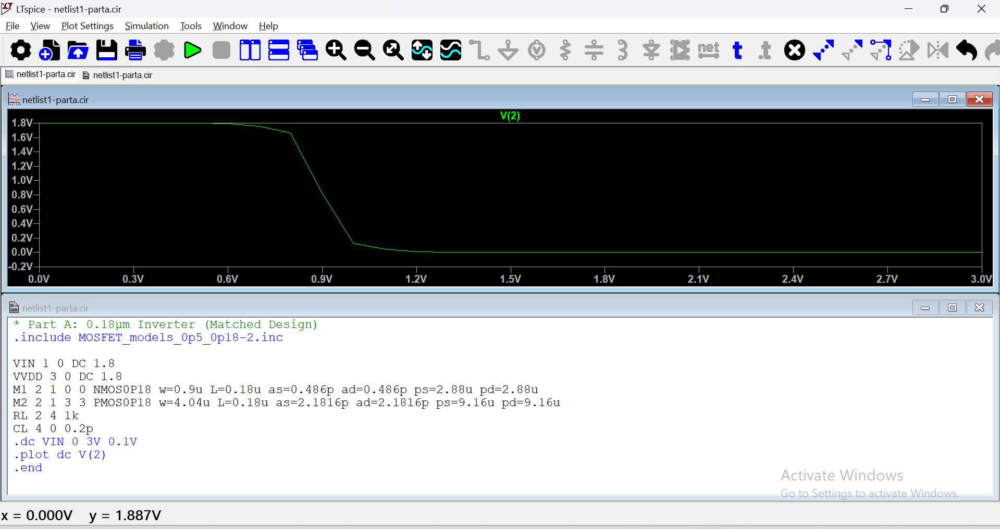 LTspice - netlist1-parta.cir
File View Plot Settings Simulation Tools Window Help
net t .t
netlist1-parta.cir netlist1-parta.cir
netlist1-parta.cir
V(2)
1.8V
1.6V
1.4V
1.2V
1.0V
0.8V
0.6V
0.4V
0.2V
0.0V
-0.2V
0.0V 0.3V 0.6V 0.9V 1.2V 1.5V 1.8V 2.1V 2.4V 2.7V 3.0V
netlist1-parta.cir
* Part A: 0.18µm Inverter (Matched Design)
.include MOSFET_models_0p5_0p18-2.inc
VIN 1 0 DC 1.8
VVDD 3 0 DC 1.8
M1 2 1 0 0 NMOS0P18 w=0.9u L=0.18u as=0.486p ad=0.486p ps=2.88u pd=2.88u
M2 2 1 3 3 PMOS0P18 w=4.04u L=0.18u as=2.1816p ad=2.1816p ps=9.16u pd=9.16u
RL 2 4 1k
CL 4 0 0.2p
.dc VIN 0 3V 0.1V
.plot dc V(2)
.end
Activate Windows
Go to Settings to activate Windows.
x = 0.000V y = 1.887V